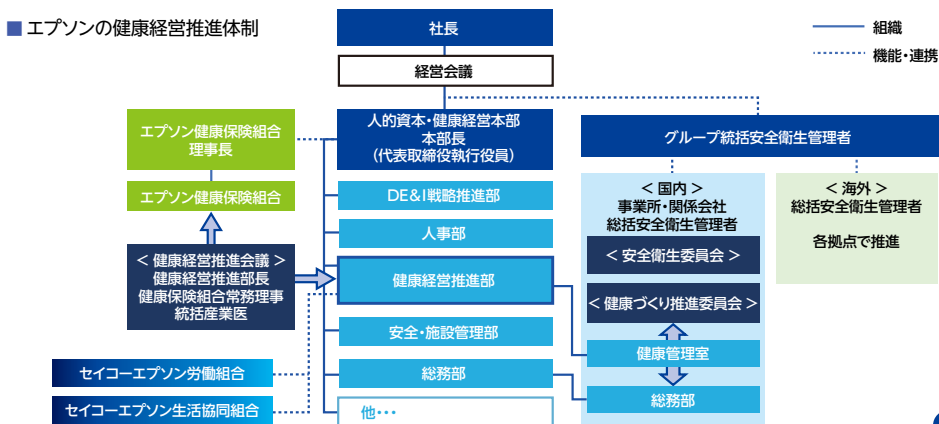 エプソンの健康経営推進体制
社長
経営会議
組織
機能・連携
エプソン健康保険組合
理事長
エプソン健康保険組合
人的資本・健康経営本部
本部長
（代表取締役執行役員）
グループ統括安全衛生管理者
DE&I戦略推進部
人事部
健康経営推進部
安全・施設管理部
総務部
他・・・
＜ 健康経営推進会議 ＞
健康経営推進部長
健康保険組合常務理事
統括産業医
セイコーエプソン労働組合
セイコーエプソン生活協同組合
＜ 国内 ＞
事業所・関係会社
総括安全衛生管理者
＜ 安全衛生委員会 ＞
＜ 健康づくり推進委員会 ＞
健康管理室
総務部
＜ 海外 ＞
総括安全衛生管理者
各拠点で推進